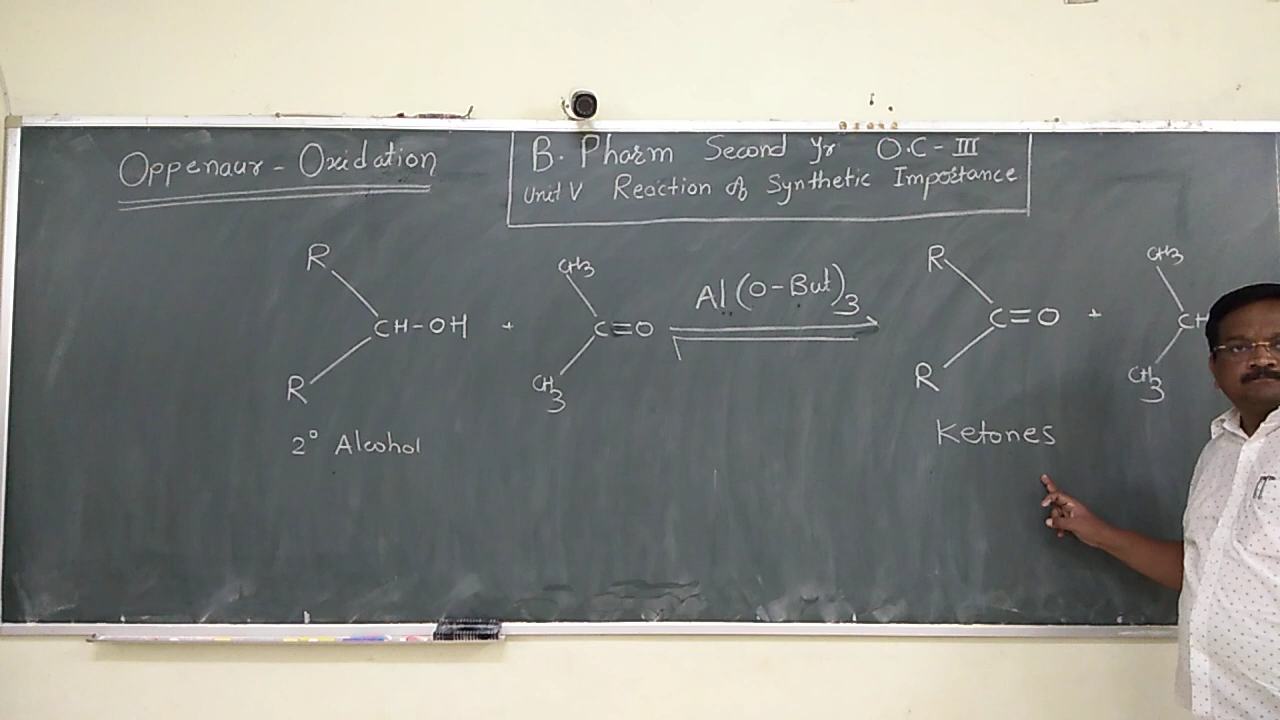 Oppenaur - Oxidation
B. Pharm Second Yr O.C - III
Unit V Reaction of Synthetic Importance
R CH3 Al(O-But)3 R CH3
CH-OH + C=O C=O + CH
R CH3 R CH3
2° Alcohol Ketones